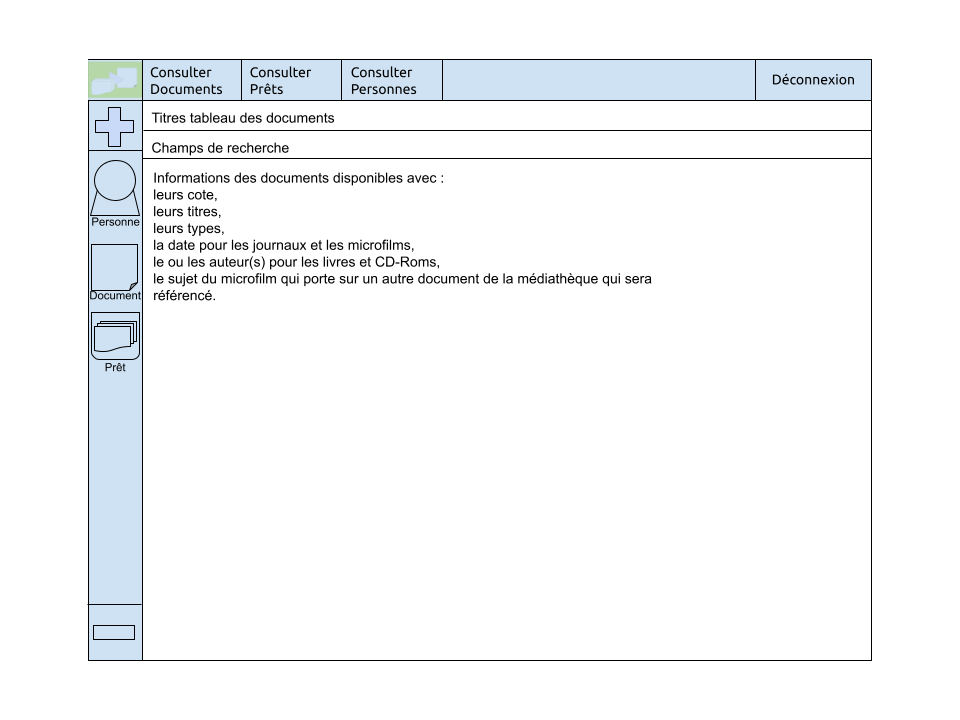 Consulter
Documents
Consulter
Prêts
Consulter
Personnes
Déconnexion
Titres tableau des documents
Champs de recherche
Personne
Document
Prêt
Informations des documents disponibles avec :
leurs cote,
leurs titres,
leurs types,
la date pour les journaux et les microfilms,
le ou les auteur(s) pour les livres et CD-Roms,
le sujet du microfilm qui porte sur un autre document de la médiathèque qui sera
référencé.